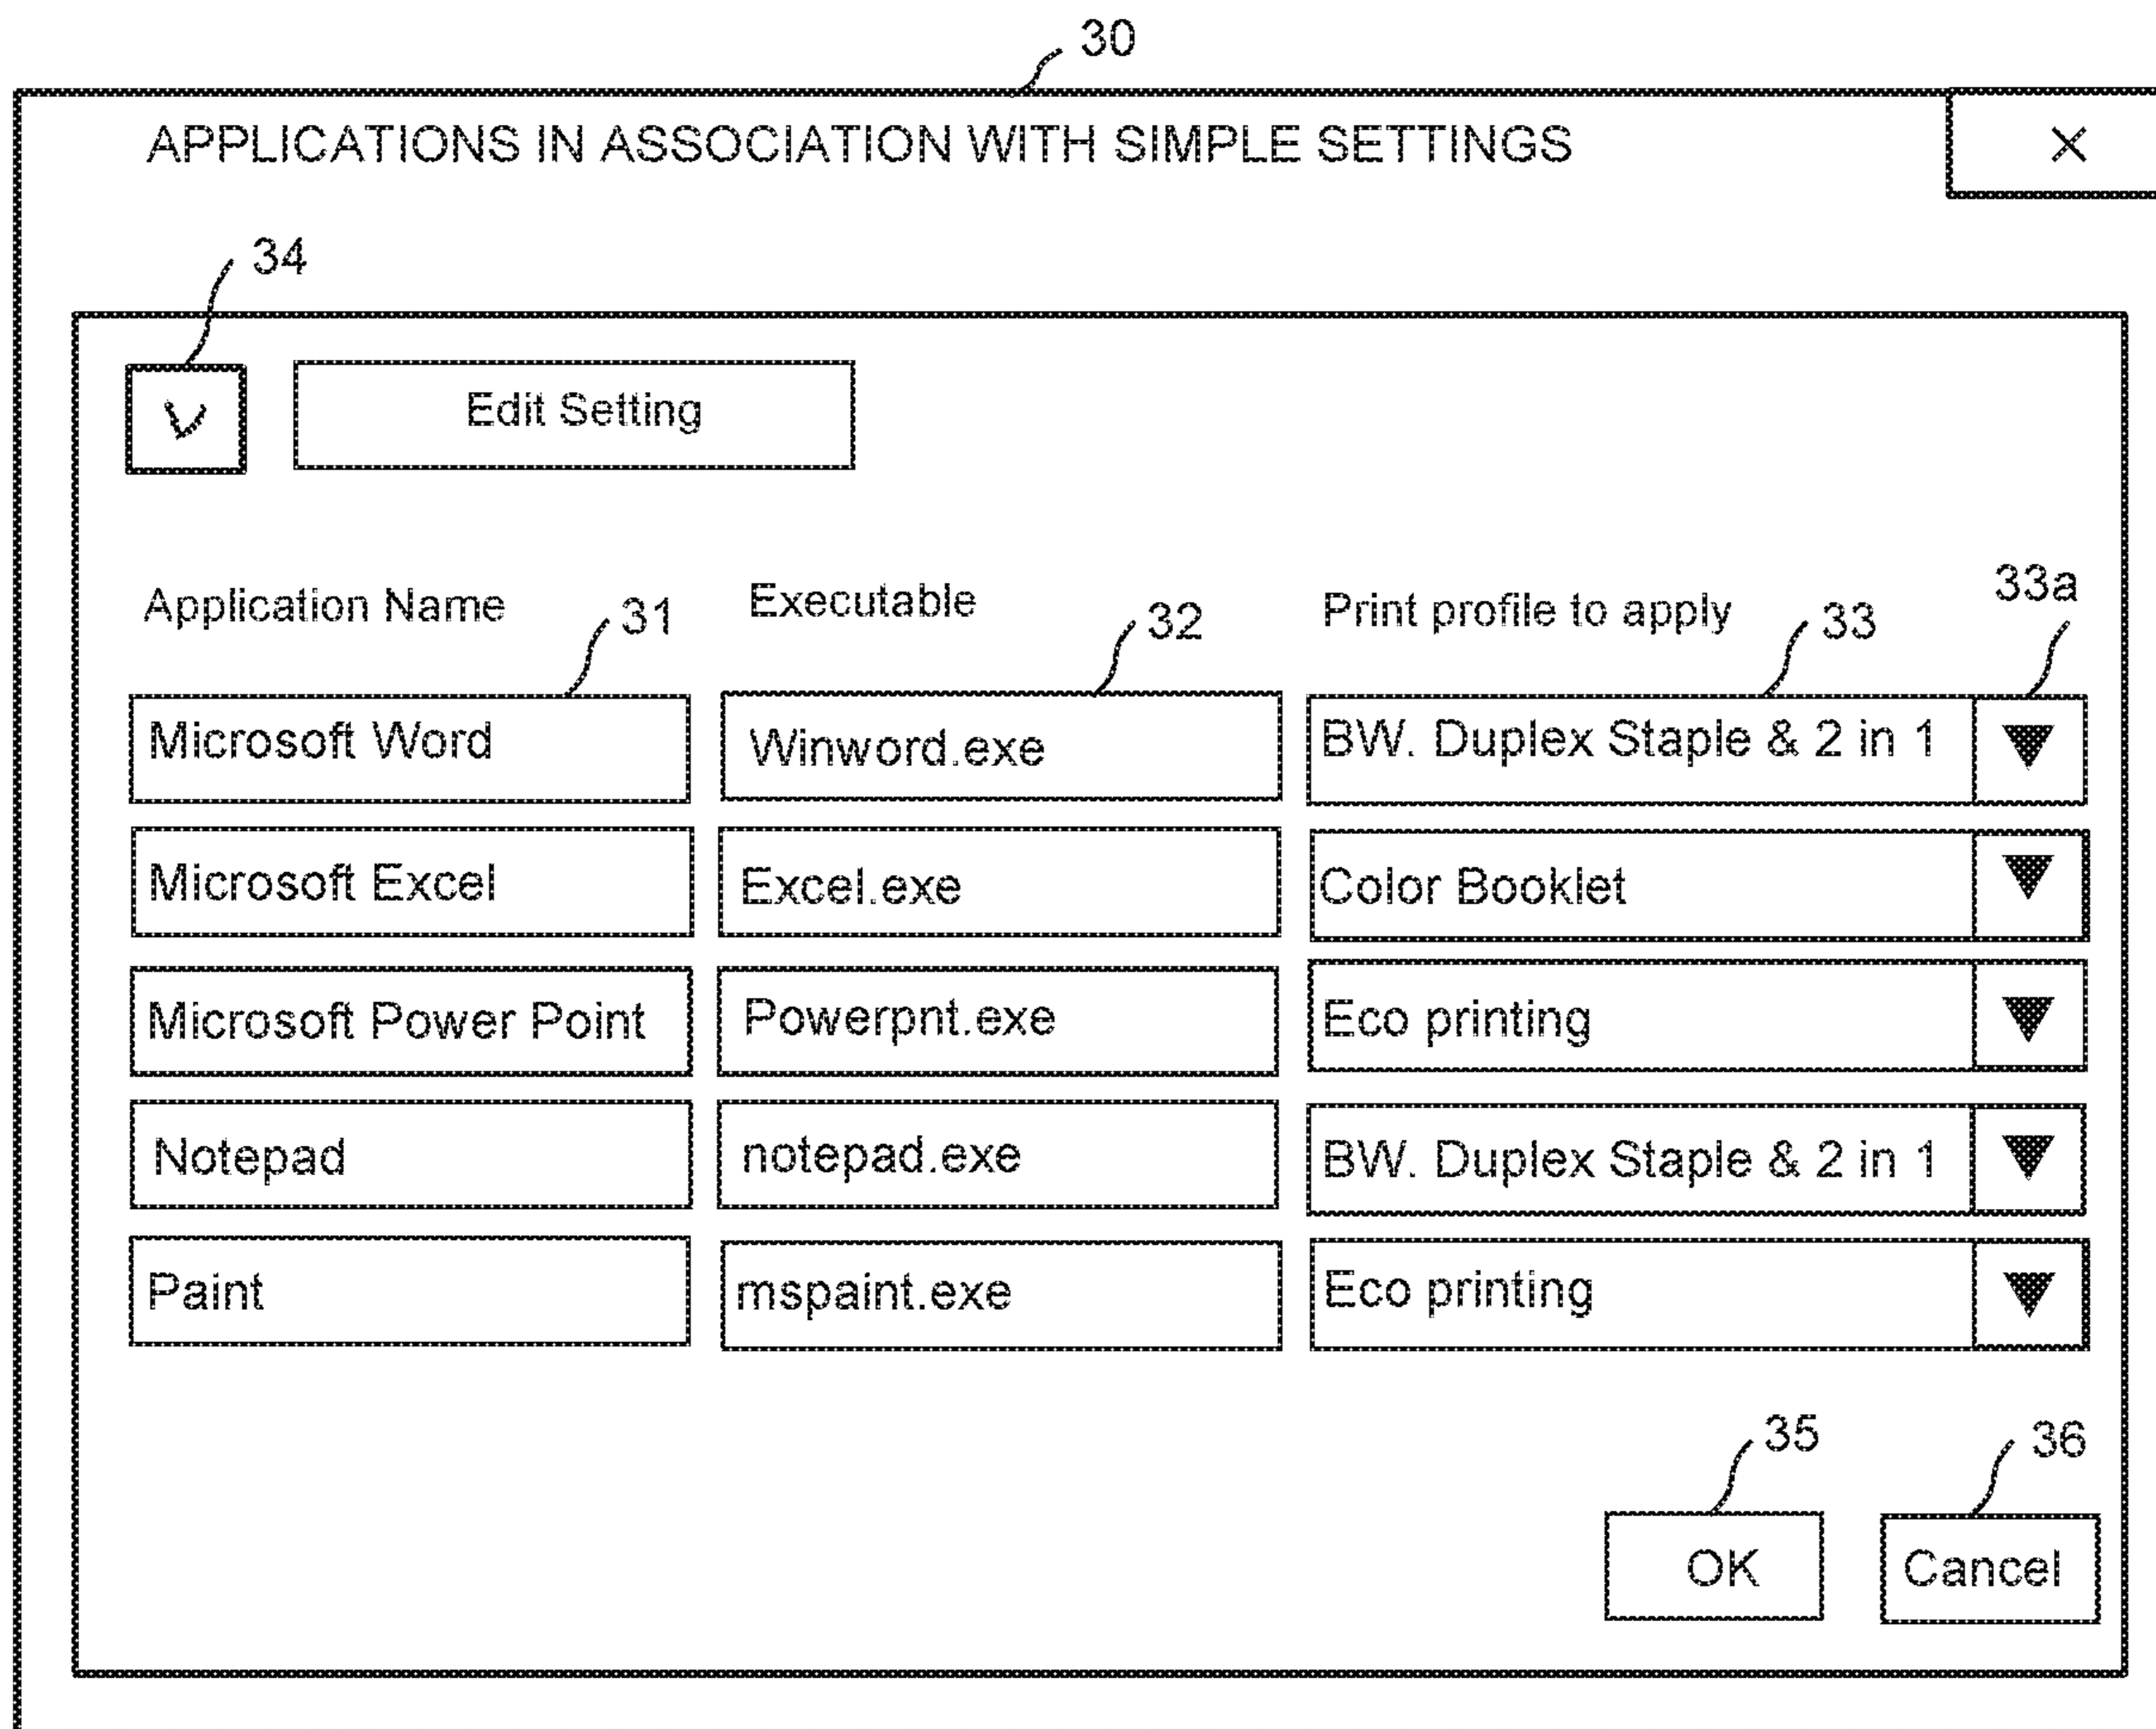 30
APPLICATIONS IN ASSOCIATION WITH SIMPLE SETTINGS ×
34
Edit Setting
Application Name 31 Executable 32 Print profile to apply 33 33a
Microsoft Word Winword.exe BW. Duplex Staple & 2 in 1
Microsoft Excel Excel.exe Color Booklet
Microsoft Power Point Powerpnt.exe Eco printing
Notepad notepad.exe BW. Duplex Staple & 2 in 1
Paint mspaint.exe Eco printing
35 36
OK Cancel